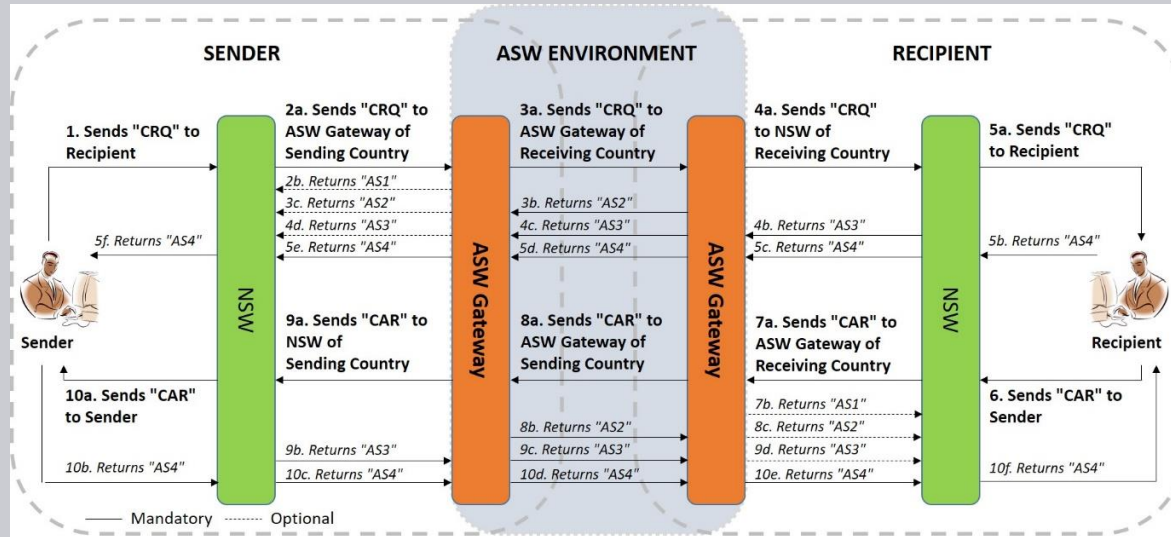 SENDER
ASW ENVIRONMENT
RECIPIENT
1. Sends "CRQ" to
Recipient
2a. Sends "CRQ" to
ASW Gateway of
Sending Country
3a. Sends "CRQ" to
ASW Gateway of
Receiving Country
4a. Sends "CRQ"
to NSW of
Receiving Country
5a. Sends "CRQ"
to Recipient
2b. Returns "AS1"
3c. Returns "AS2"
4d. Returns "AS3"
5e. Returns "AS4"
3b. Returns "AS2"
4c. Returns "AS3"
5d. Returns "AS4"
4b. Returns "AS3"
5c. Returns "AS4"
5b. Returns "AS4"
5f. Returns "AS4"
Sender
NSW
ASW Gateway
ASW Gateway
NSW
Recipient
10a. Sends "CAR"
to Sender
9a. Sends "CAR" to
NSW of
Sending Country
8a. Sends "CAR" to
ASW Gateway of
Sending Country
7a. Sends "CAR" to
ASW Gateway of
Receiving Country
6. Sends "CAR" to
Sender
7b. Returns "AS1"
8c. Returns "AS2"
9d. Returns "AS3"
10e. Returns "AS4"
8b. Returns "AS2"
9c. Returns "AS3"
10d. Returns "AS4"
9b. Returns "AS3"
10c. Returns "AS4"
10b. Returns "AS4"
10f. Returns "AS4"
Mandatory
Optional